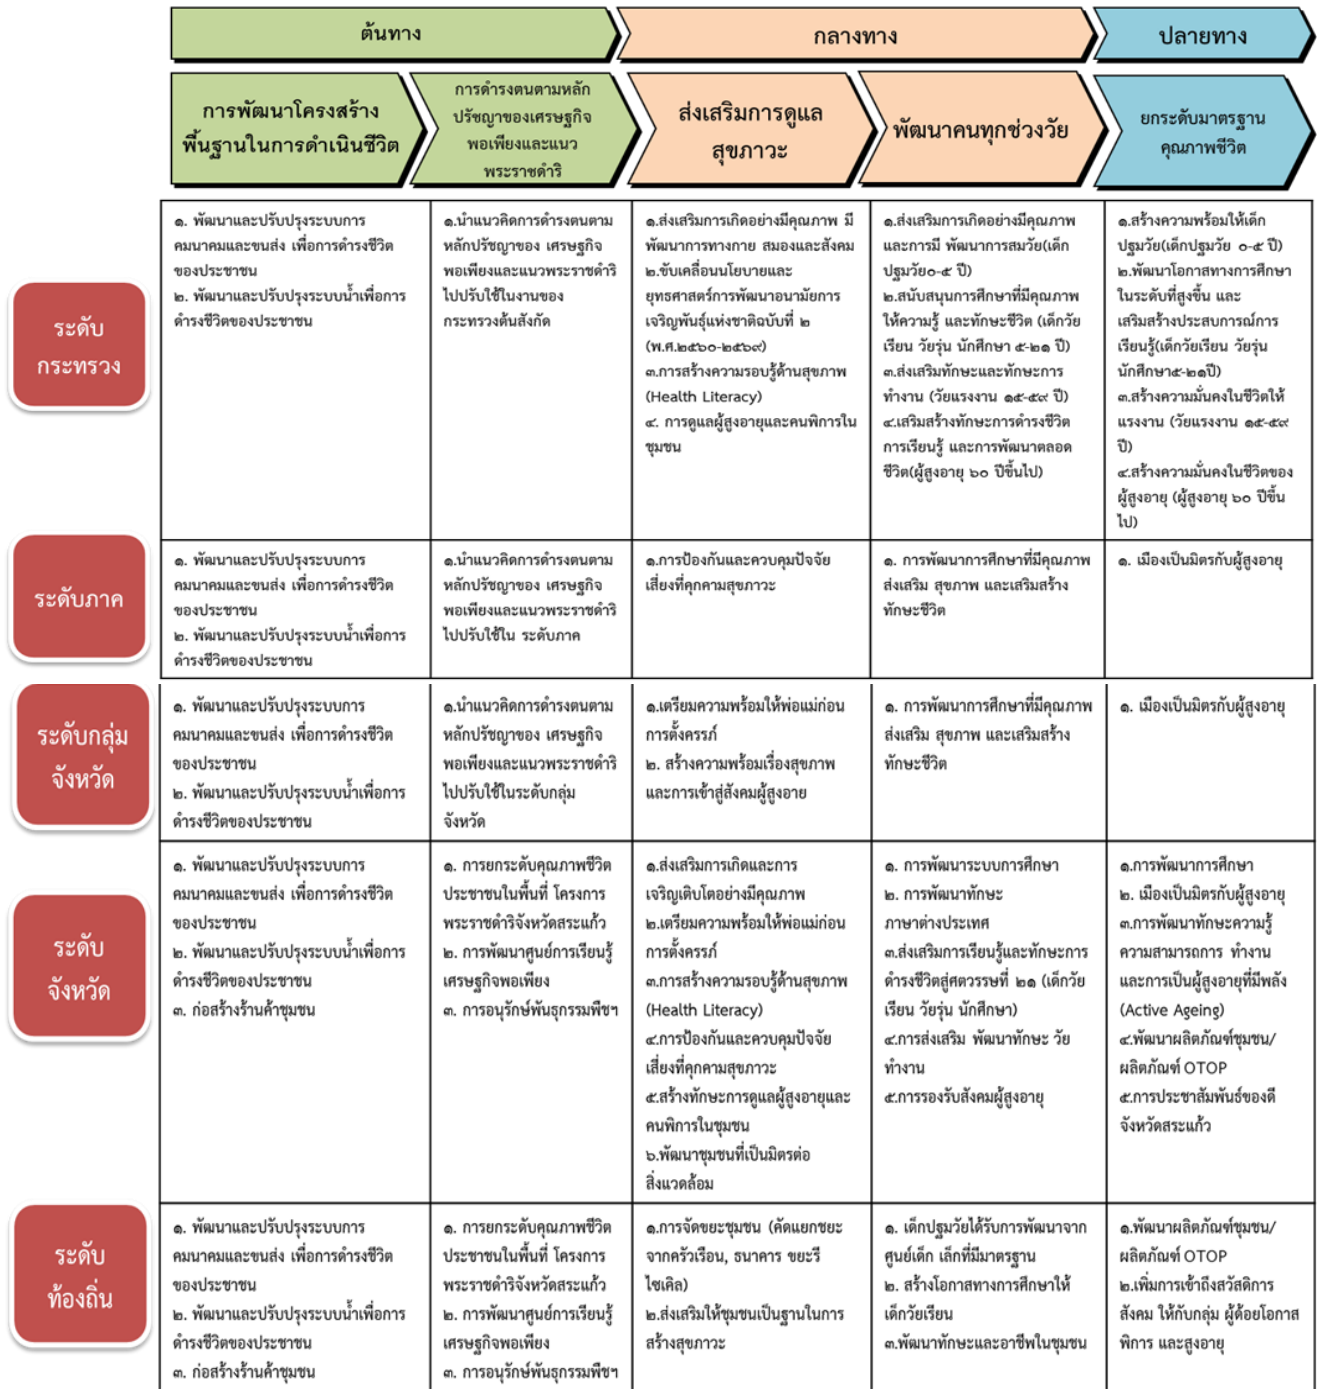 ต้นทาง
กลางทาง
ปลายทาง
การพัฒนาโครงสร้าง
พื้นฐานในการดำเนินชีวิต
การดำรงตนตามหลัก
ปรัชญาของเศรษฐกิจ
พอเพียงและแนว
พระราชดำริ
ส่งเสริมการดูแล
สุขภาวะ
พัฒนาคนทุกช่วงวัย
ยกระดับมาตรฐาน
คุณภาพชีวิต
ระดับ
กระทรวง
๑. พัฒนาและปรับปรุงระบบการ
คมนาคมและขนส่ง เพื่อการดำรงชีวิต
ของประชาชน
๒. พัฒนาและปรับปรุงระบบน้ำเพื่อการ
ดำรงชีวิตของประชาชน
๑.นำแนวคิดการดำรงตนตาม
หลักปรัชญาของ เศรษฐกิจ
พอเพียงและแนวพระราชดำริ
ไปปรับใช้ในงานของ
กระทรวงต้นสังกัด
๑.ส่งเสริมการเกิดอย่างมีคุณภาพ มี
พัฒนาการทางกาย สมองและสังคม
๒.ขับเคลื่อนนโยบายและ
ยุทธศาสตร์การพัฒนาอนามัยการ
เจริญพันธุ์แห่งชาติฉบับที่ ๒
(พ.ศ.๒๕๖๐-๒๕๖๙)
๓.การสร้างความรอบรู้ด้านสุขภาพ
(Health Literacy)
๔. การดูแลผู้สูงอายุและคนพิการใน
ชุมชน
๑.ส่งเสริมการเกิดอย่างมีคุณภาพ
และการมี พัฒนาการสมวัย(เด็ก
ปฐมวัย๐-๕ ปี)
๒.สนับสนุนการศึกษาที่มีคุณภาพ
ให้ความรู้ และทักษะชีวิต (เด็กวัย
เรียน วัยรุ่น นักศึกษา ๕-๒๑ ปี)
๓.ส่งเสริมทักษะและทักษะการ
ทำงาน (วัยแรงงาน ๑๕-๕๙ ปี)
๔.เสริมสร้างทักษะการดำรงชีวิต
การเรียนรู้ และการพัฒนาตลอด
ชีวิต(ผู้สูงอายุ ๖๐ ปีขึ้นไป)
๑.สร้างความพร้อมให้เด็ก
ปฐมวัย(เด็กปฐมวัย ๐-๕ ปี)
๒.พัฒนาโอกาสทางการศึกษา
ในระดับที่สูงขึ้น และ
เสริมสร้างประสบการณ์การ
เรียนรู้(เด็กวัยเรียน วัยรุ่น
นักศึกษา๕-๒๑ปี)
๓.สร้างความมั่นคงในชีวิตให้
แรงงาน (วัยแรงงาน ๑๕-๕๙
ปี)
๔.สร้างความมั่นคงในชีวิตของ
ผู้สูงอายุ (ผู้สูงอายุ ๖๐ ปีขึ้น
ไป)
ระดับภาค
๑. พัฒนาและปรับปรุงระบบการ
คมนาคมและขนส่ง เพื่อการดำรงชีวิต
ของประชาชน
๒. พัฒนาและปรับปรุงระบบน้ำเพื่อการ
ดำรงชีวิตของประชาชน
๑.นำแนวคิดการดำรงตนตาม
หลักปรัชญาของ เศรษฐกิจ
พอเพียงและแนวพระราชดำริ
ไปปรับใช้ใน ระดับภาค
๑.การป้องกันและควบคุมปัจจัย
เสี่ยงที่คุกคามสุขภาวะ
๑. การพัฒนาการศึกษาที่มีคุณภาพ
ส่งเสริม สุขภาพ และเสริมสร้าง
ทักษะชีวิต
๑. เมืองเป็นมิตรกับผู้สูงอายุ
ระดับกลุ่ม
จังหวัด
๑. พัฒนาและปรับปรุงระบบการ
คมนาคมและขนส่ง เพื่อการดำรงชีวิต
ของประชาชน
๒. พัฒนาและปรับปรุงระบบน้ำเพื่อการ
ดำรงชีวิตของประชาชน
๑.นำแนวคิดการดำรงตนตาม
หลักปรัชญาของ เศรษฐกิจ
พอเพียงและแนวพระราชดำริ
ไปปรับใช้ในระดับกลุ่ม
จังหวัด
๑.เตรียมความพร้อมให้พ่อแม่ก่อน
การตั้งครรภ์
๒. สร้างความพร้อมเรื่องสุขภาพ
และการเข้าสู่สังคมผู้สูงอาย
๑. การพัฒนาการศึกษาที่มีคุณภาพ
ส่งเสริม สุขภาพ และเสริมสร้าง
ทักษะชีวิต
๑. เมืองเป็นมิตรกับผู้สูงอายุ
ระดับ
จังหวัด
๑. พัฒนาและปรับปรุงระบบการ
คมนาคมและขนส่ง เพื่อการดำรงชีวิต
ของประชาชน
๒. พัฒนาและปรับปรุงระบบน้ำเพื่อการ
ดำรงชีวิตของประชาชน
๓. ก่อสร้างร้านค้าชุมชน
๑. การยกระดับคุณภาพชีวิต
ประชาชนในพื้นที่ โครงการ
พระราชดำริจังหวัดสระแก้ว
๒. การพัฒนาศูนย์การเรียนรู้
เศรษฐกิจพอเพียง
๓. การอนุรักษ์พันธุกรรมพืชฯ
๑.ส่งเสริมการเกิดและการ
เจริญเติบโตอย่างมีคุณภาพ
๒.เตรียมความพร้อมให้พ่อแม่ก่อน
การตั้งครรภ์
๓.การสร้างความรอบรู้ด้านสุขภาพ
(Health Literacy)
๔.การป้องกันและควบคุมปัจจัย
เสี่ยงที่คุกคามสุขภาวะ
๕.สร้างทักษะการดูแลผู้สูงอายุและ
คนพิการในชุมชน
๖.พัฒนาชุมชนที่เป็นมิตรต่อ
สิ่งแวดล้อม
๑. การพัฒนาระบบการศึกษา
๒. การพัฒนาทักษะ
ภาษาต่างประเทศ
๓.ส่งเสริมการเรียนรู้และทักษะการ
ดำรงชีวิตสู่ศตวรรษที่ ๒๑ (เด็กวัย
เรียน วัยรุ่น นักศึกษา)
๔.การส่งเสริม พัฒนาทักษะ วัย
ทำงาน
๕.การรองรับสังคมผู้สูงอายุ
๑.การพัฒนาการศึกษา
๒. เมืองเป็นมิตรกับผู้สูงอายุ
๓.การพัฒนาทักษะความรู้
ความสามารถการ ทำงาน
และการเป็นผู้สูงอายุที่มีพลัง
(Active Ageing)
๔.พัฒนาผลิตภัณฑ์ชุมชน/
ผลิตภัณฑ์ OTOP
๕.การประชาสัมพันธ์ของดี
จังหวัดสระแก้ว
ระดับ
ท้องถิ่น
๑. พัฒนาและปรับปรุงระบบการ
คมนาคมและขนส่ง เพื่อการดำรงชีวิต
ของประชาชน
๒. พัฒนาและปรับปรุงระบบน้ำเพื่อการ
ดำรงชีวิตของประชาชน
๓. ก่อสร้างร้านค้าชุมชน
๑. การยกระดับคุณภาพชีวิต
ประชาชนในพื้นที่ โครงการ
พระราชดำริจังหวัดสระแก้ว
๒. การพัฒนาศูนย์การเรียนรู้
เศรษฐกิจพอเพียง
๓. การอนุรักษ์พันธุกรรมพืชฯ
๑.การจัดขยะชุมชน (คัดแยกชยะ
จากครัวเรือน, ธนาคาร ขยะรี
ไซเคิล)
๒.ส่งเสริมให้ชุมชนเป็นฐานในการ
สร้างสุขภาวะ
๑. เด็กปฐมวัยได้รับการพัฒนาจาก
ศูนย์เด็ก เล็กที่มีมาตรฐาน
๒. สร้างโอกาสทางการศึกษาให้
เด็กวัยเรียน
๓.พัฒนาทักษะและอาชีพในชุมชน
๑.พัฒนาผลิตภัณฑ์ชุมชน/
ผลิตภัณฑ์ OTOP
๒.เพิ่มการเข้าถึงสวัสดิการ
สังคม ให้กับกลุ่ม ผู้ด้อยโอกาส
พิการ และสูงอายุ